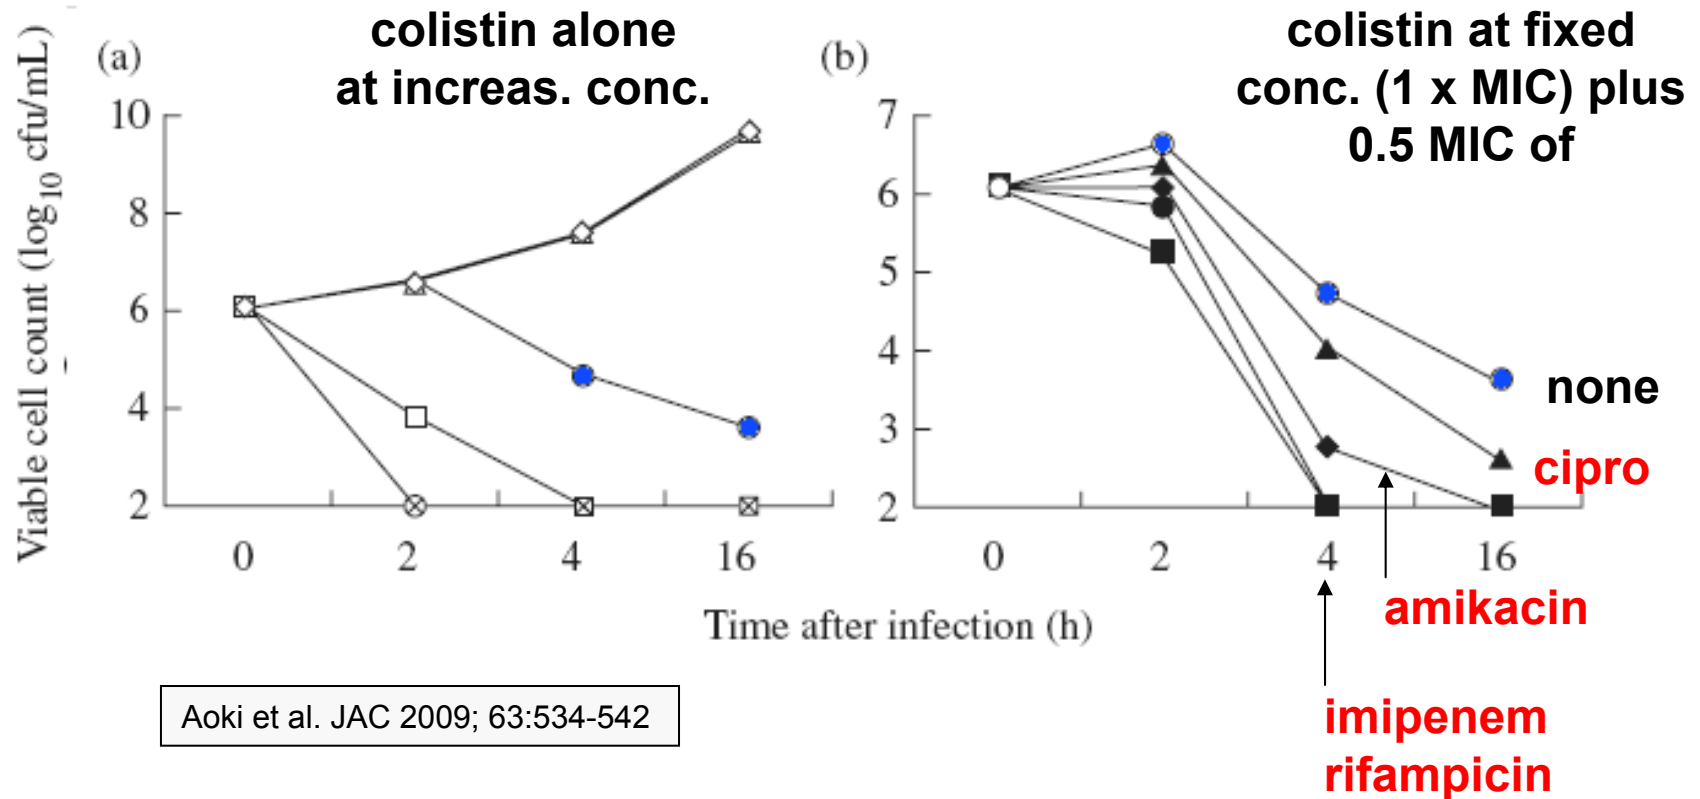 colistin alone
at increas. conc.
colistin at fixed
conc. (1 x MIC) plus
0.5 MIC of
(a)
(b)
Viable cell count (log10 cfu/mL)
10
8
6
4
2
0
2
4
16
7
6
5
4
3
2
0
2
4
16
none
cipro
amikacin
imipenem
rifampicin
Time after infection (h)
Aoki et al. JAC 2009; 63:534-542